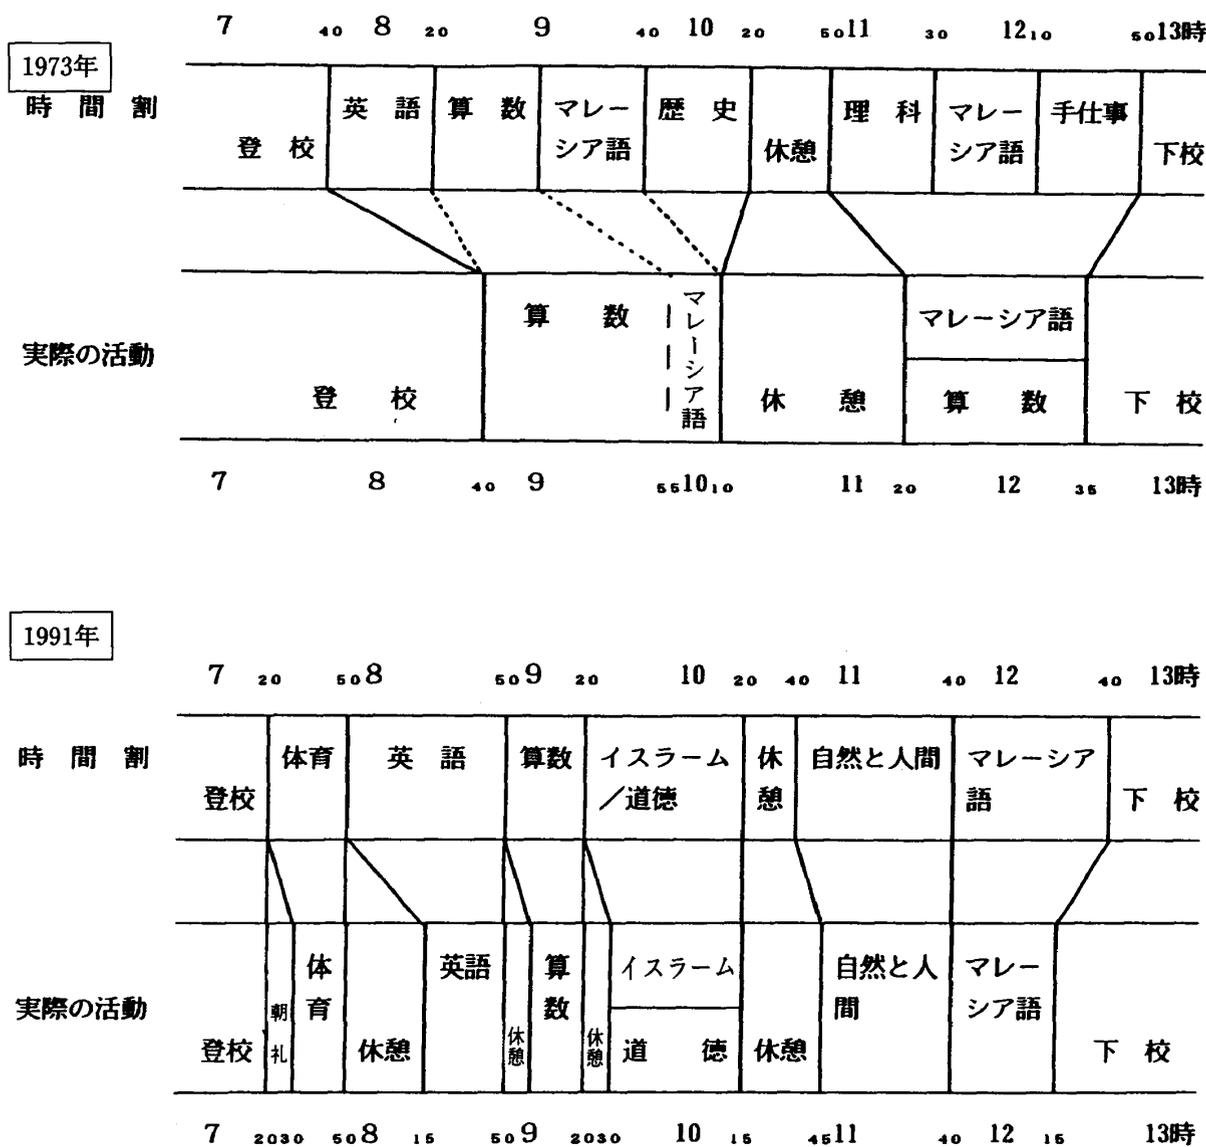 7 40 8 20 9 40 10 20 50 11 30 12 10 50 13時
1973年
時間割
英語 算数 マレー 歴史 理科 マレー 手仕事
登校 シア語 休憩 シア語 下校
算数 マレーシア語 マレーシア語
実際の活動
登校 休憩 算数 下校
7 8 40 9 55 10 10 11 20 12 35 13時
1991年
7 20 50 8 50 9 20 10 20 40 11 40 12 40 13時
時間割 体育 英語 算数 イスラーム 休 自然と人間 マレーシア
登校 /道徳 憩 語 下校
体 英語 算 イスラーム 自然と人 マレー
実際の活動 朝 育 休 数 休 間 シア語
登校 礼 休憩 憩 憩 道徳 休憩 下校
7 20 30 50 8 15 50 9 20 30 10 15 45 11 40 12 15 13時